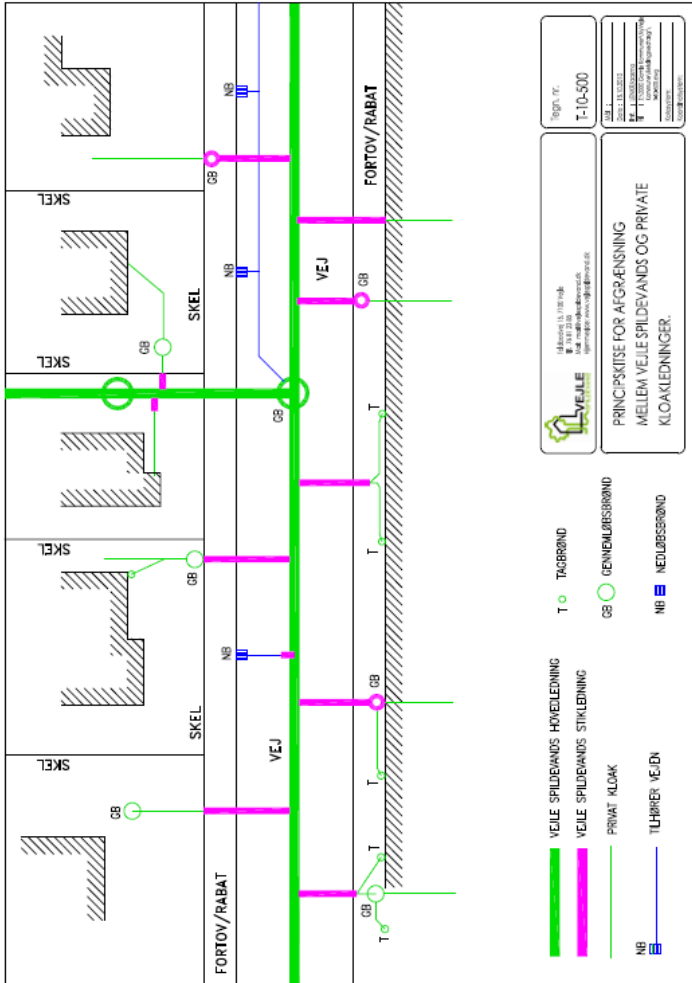 SKEL
SKEL
SKEL
SKEL
SKEL
SKEL
FORTOV/RABAT
VEJ
VEJ
FORTOV/RABAT
GB
GB
GB
GB
GB
GB
GB
NB
NB
NB
T
T
T
T
T
VEJLE SPILDEVANDS HOVEDLEDNING
VEJLE SPILDEVANDS STIKLEDNING
PRIVAT KLOAK
NB
TILHØRER VEJEN
T
TAGBRØND
GB
GENNEMLØBSBRØND
NB
NEDLØBSBRØND
VEJLE
PRINCIPSKITSE FOR AFGRÆNSNING
MELLEM VEJLE SPILDEVANDS OG PRIVATE
KLOAKLEDNINGER.
Tegn. nr.
T-10-500